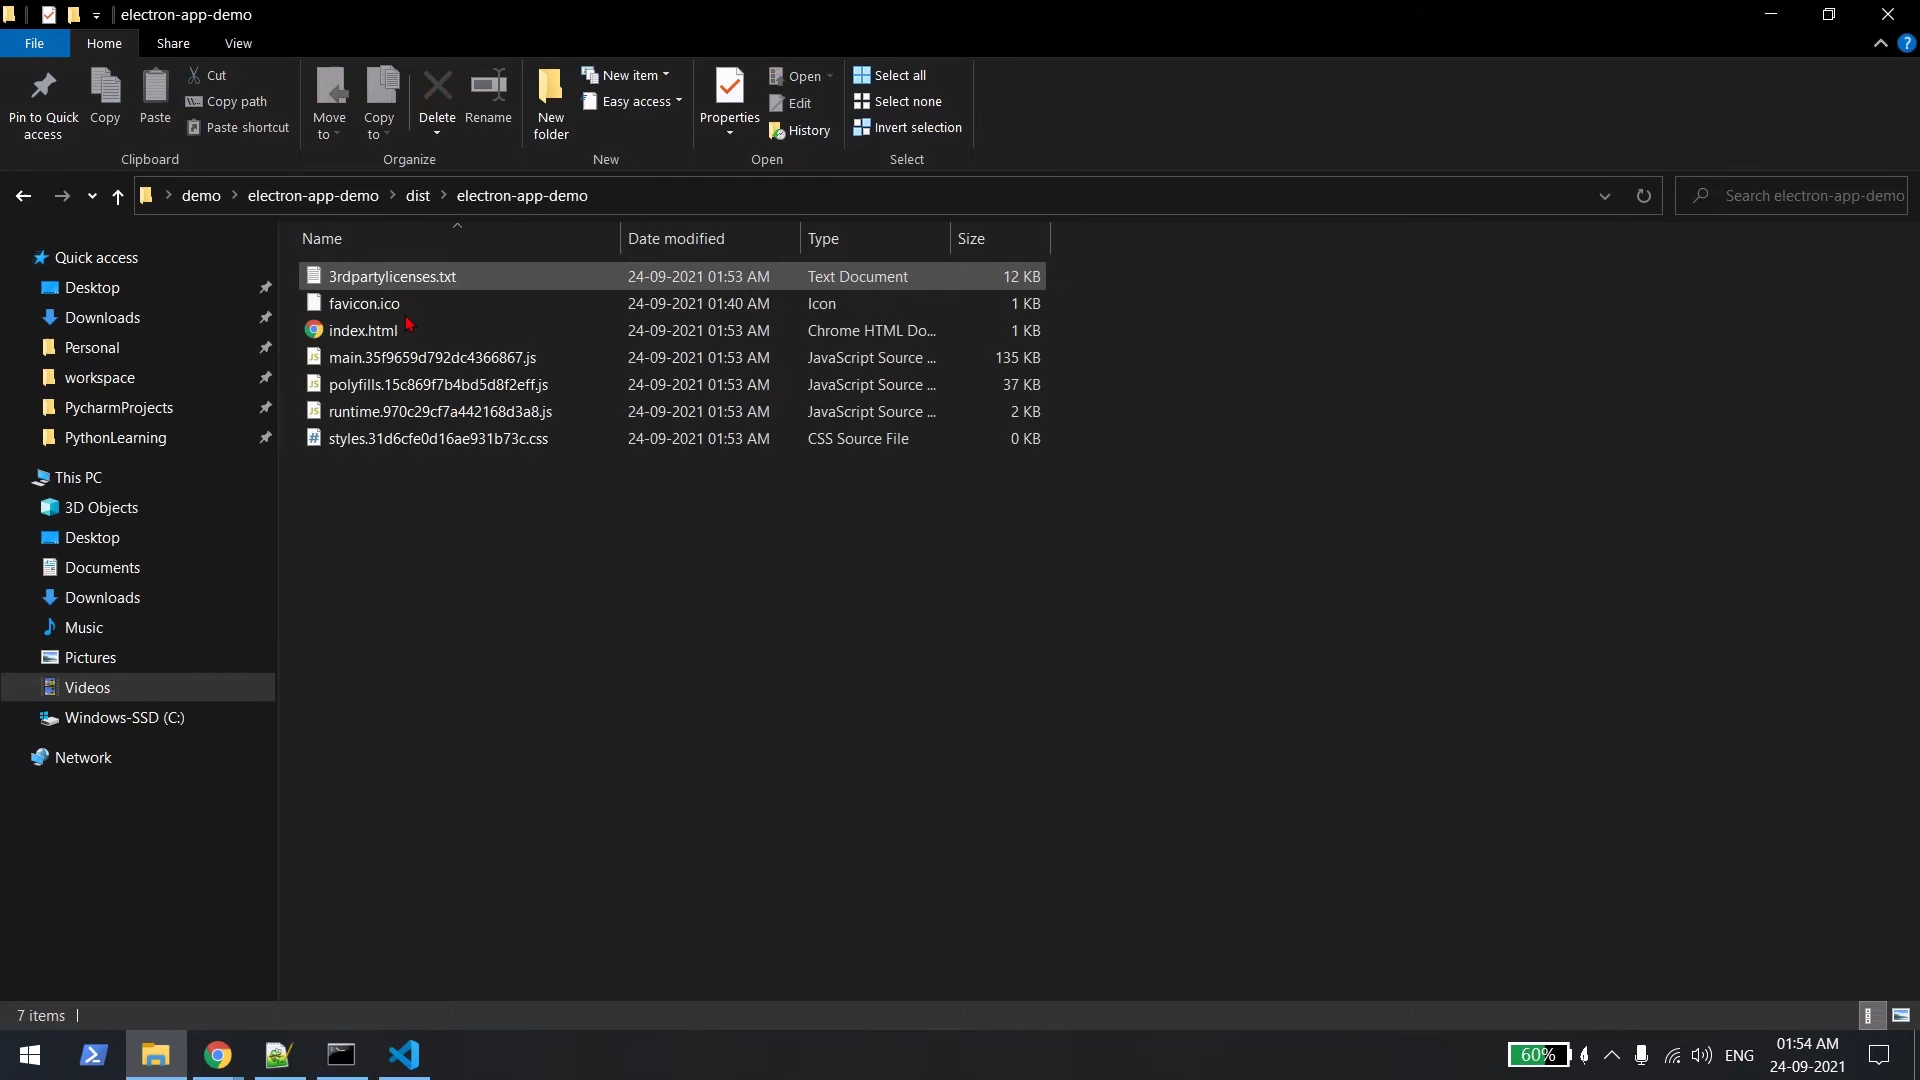 electron-app-demo
File
Home
Share
View
Pin to Quick access
Copy
Paste
Cut
Copy path
Paste shortcut
Clipboard
Move to
Copy to
Delete
Rename
Organize
New folder
New item
Easy access
New
Properties
Open
Edit
History
Open
Select all
Select none
Invert selection
Select
demo
electron-app-demo
dist
electron-app-demo
Search electron-app-demo
Name
Date modified
Type
Size
3rdpartylicenses.txt 24-09-2021 01:53 AM Text Document 12 KB
favicon.ico 24-09-2021 01:40 AM Icon 1 KB
index.html 24-09-2021 01:53 AM Chrome HTML Do... 1 KB
main.35f9659d792dc4366867.js 24-09-2021 01:53 AM JavaScript Source ... 135 KB
polyfills.15c869f7b4bd5d8f2eff.js 24-09-2021 01:53 AM JavaScript Source ... 37 KB
runtime.970c29cf7a442168d3a8.js 24-09-2021 01:53 AM JavaScript Source ... 2 KB
styles.31d6cfe0d16ae931b73c.css 24-09-2021 01:53 AM CSS Source File 0 KB
Quick access
Desktop
Downloads
Personal
workspace
PycharmProjects
PythonLearning
This PC
3D Objects
Desktop
Documents
Downloads
Music
Pictures
Videos
Windows-SSD (C:)
Network
7 items
60%
ENG
01:54 AM
24-09-2021